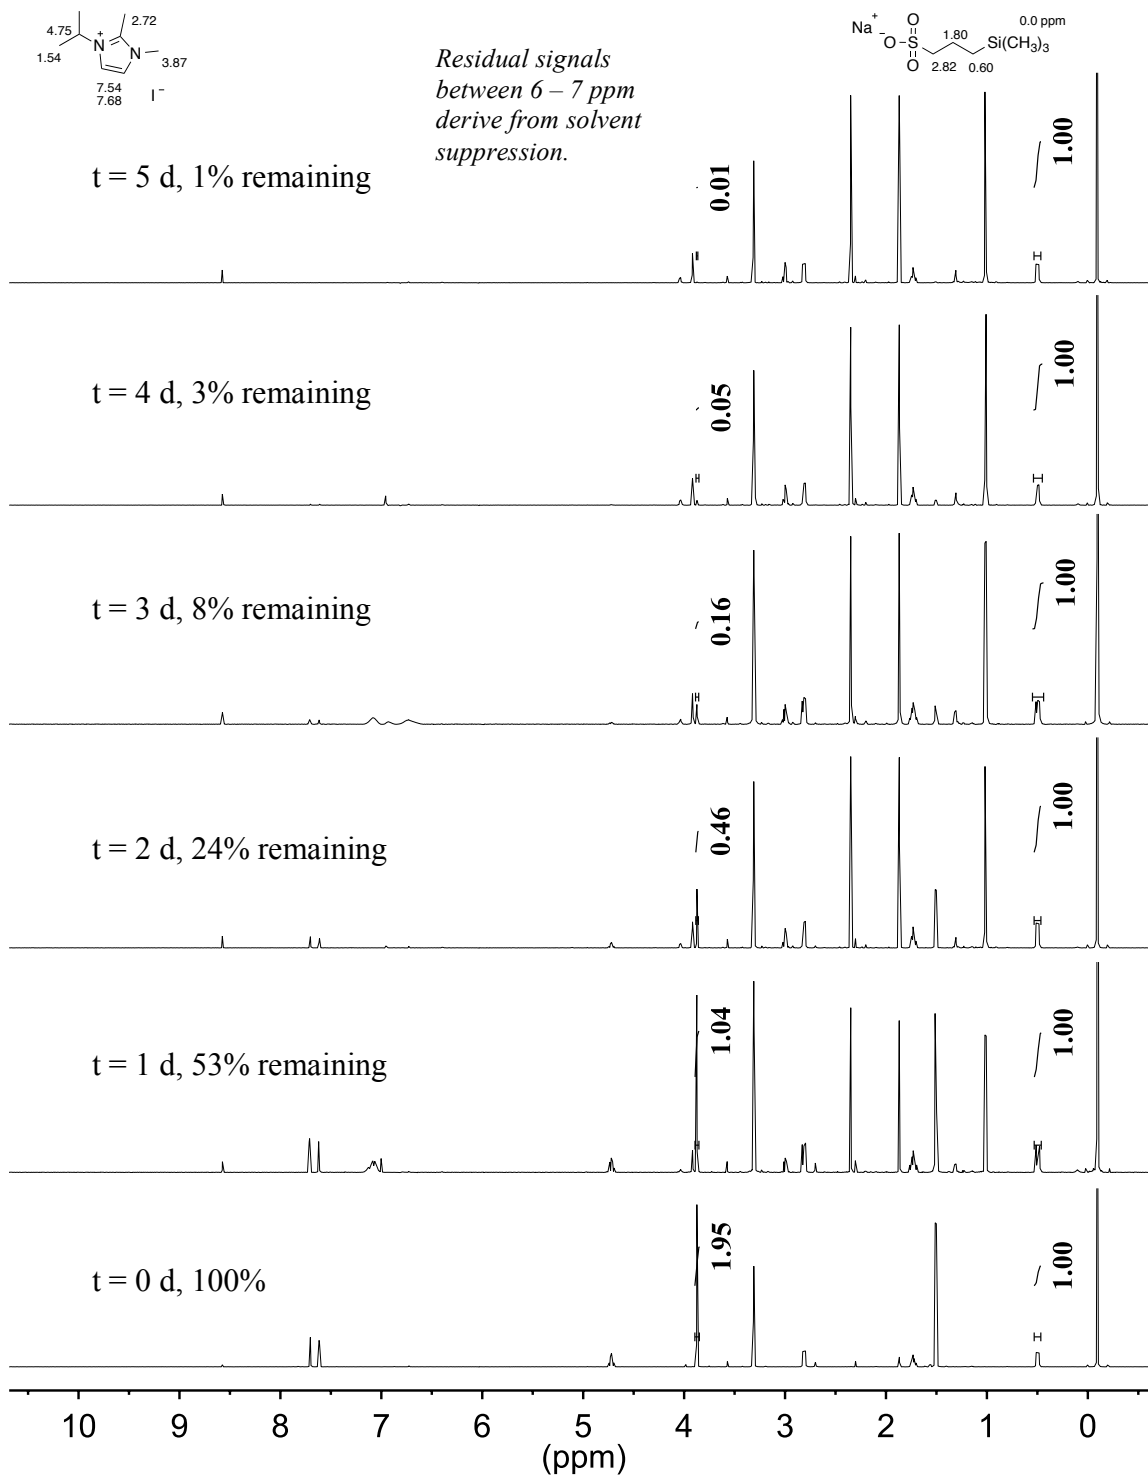 4.75
2.72
1.54
N
+
N
3.87
7.54
7.68
I⁻
Na⁺
⁻O
S
O
O
1.80
2.82
0.60
Si(CH₃)₃
0.0 ppm
Residual signals
between 6 – 7 ppm
derive from solvent
suppression.
t = 5 d, 1% remaining
0.01
1.00
t = 4 d, 3% remaining
0.05
1.00
t = 3 d, 8% remaining
0.16
1.00
t = 2 d, 24% remaining
0.46
1.00
t = 1 d, 53% remaining
1.04
1.00
t = 0 d, 100%
1.95
1.00
10 9 8 7 6 5 4 3 2 1 0
(ppm)